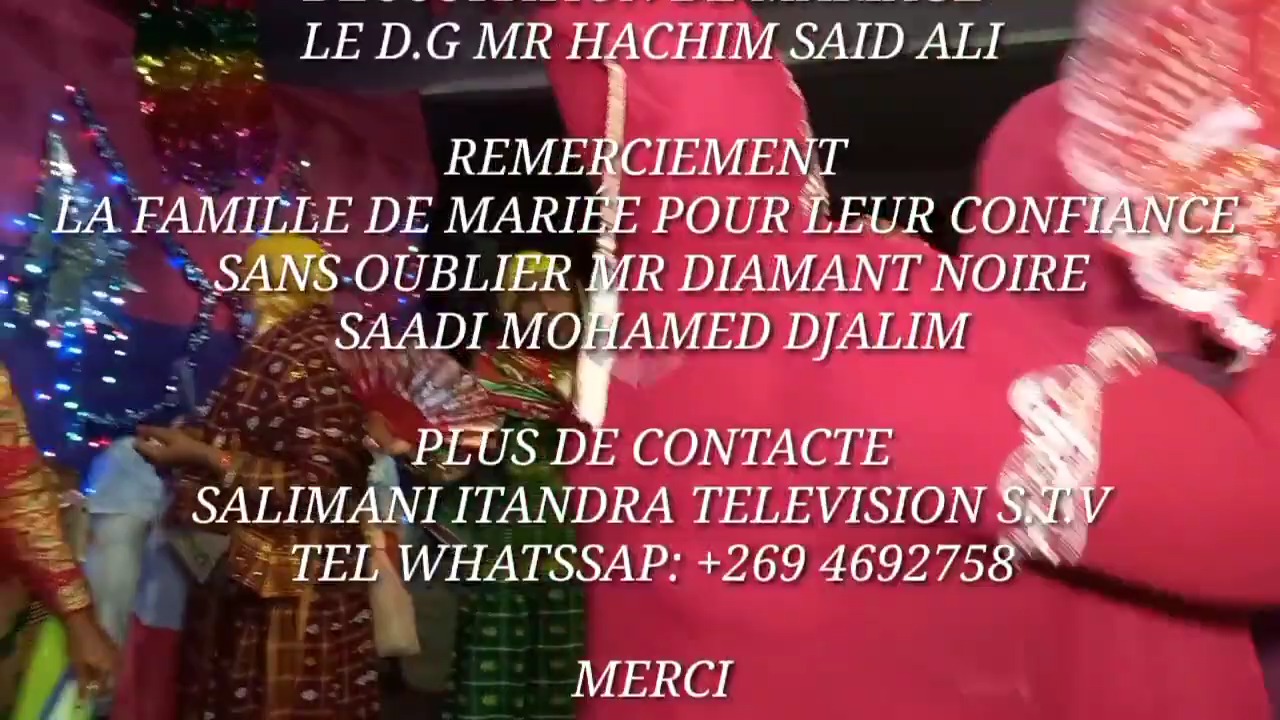 LE D.G MR HACHIM SAID ALI
REMERCIEMENT
LA FAMILLE DE MARIÉE POUR LEUR CONFIANCE
SANS OUBLIER MR DIAMANT NOIRE
SAADI MOHAMED DJALIM
PLUS DE CONTACTE
SALIMANI ITANDRA TELEVISION S.T.V
TEL WHATSSAP: +269 4692758
MERCI